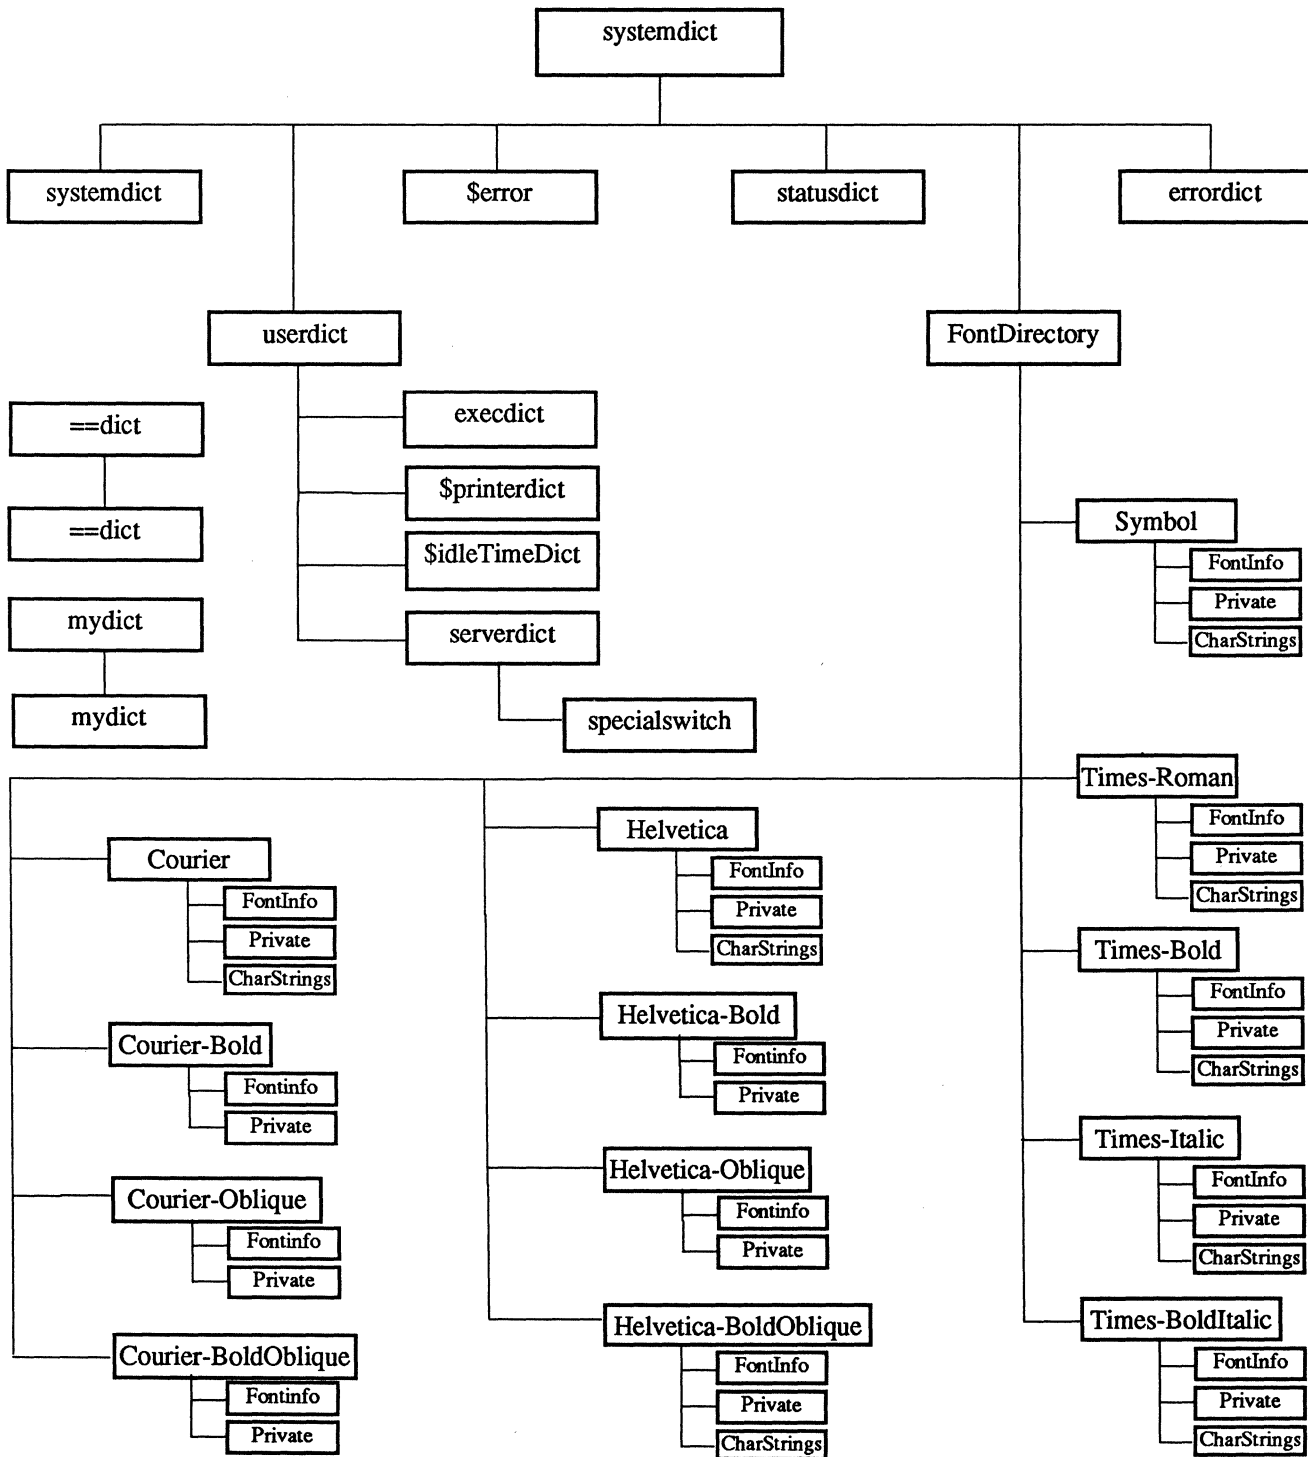 systemdict
systemdict
$error
statusdict
errordict
userdict
FontDirectory
==dict
==dict
mydict
mydict
execdict
$printerdict
$idleTimeDict
serverdict
specialswitch
Symbol
FontInfo
Private
CharStrings
Courier
FontInfo
Private
CharStrings
Courier-Bold
Fontinfo
Private
Courier-Oblique
Fontinfo
Private
Courier-BoldOblique
Fontinfo
Private
Helvetica
FontInfo
Private
CharStrings
Helvetica-Bold
Fontinfo
Private
Helvetica-Oblique
Fontinfo
Private
Helvetica-BoldOblique
FontInfo
Private
CharStrings
Times-Roman
FontInfo
Private
CharStrings
Times-Bold
FontInfo
Private
CharStrings
Times-Italic
FontInfo
Private
CharStrings
Times-BoldItalic
FontInfo
Private
CharStrings